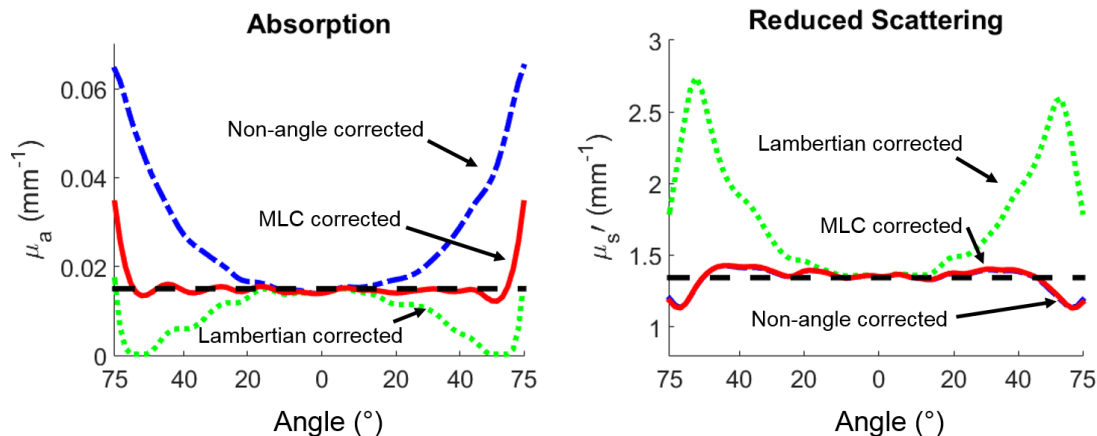 Absorption
0.06
0.04
0.02
0
μa (mm-1)
Non-angle corrected
MLC corrected
Lambertian corrected
75 40 20 0 20 40 75
Angle (°)
Reduced Scattering
3
2.5
2
1.5
1
μs′ (mm-1)
Lambertian corrected
MLC corrected
Non-angle corrected
75 40 20 0 20 40 75
Angle (°)